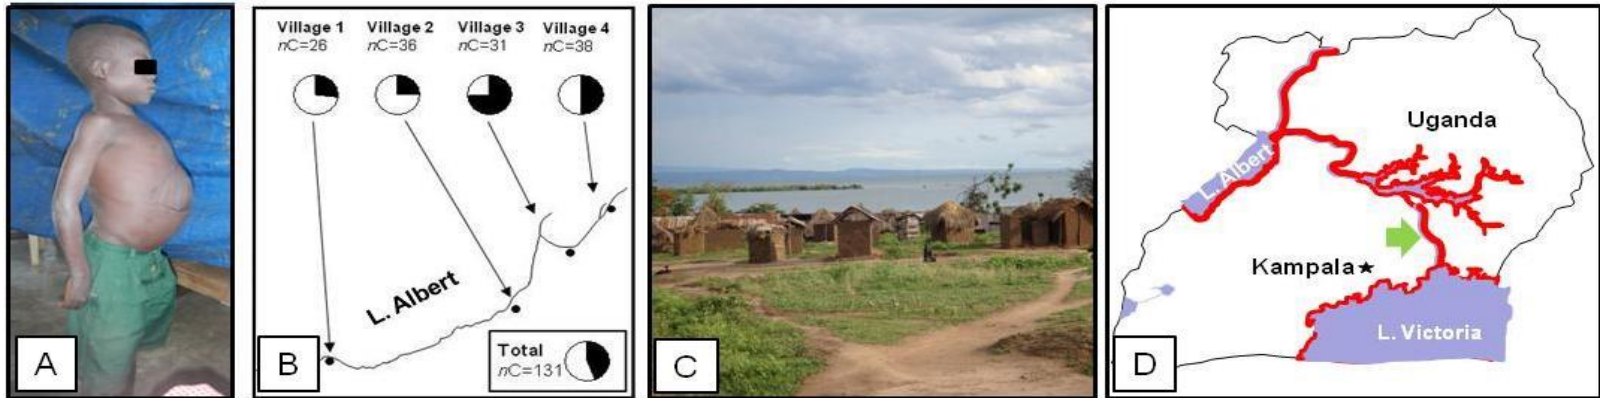 A
Village 1
nC=26
Village 2
nC=36
Village 3
nC=31
Village 4
nC=38
L. Albert
Total
nC=131
B
C
Uganda
L. Albert
Kampala
L. Victoria
D